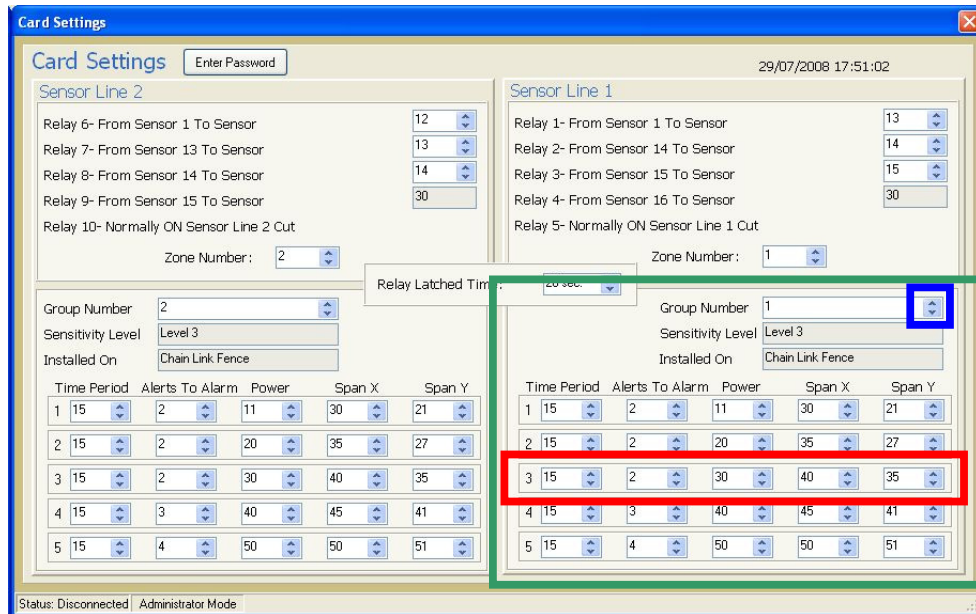 Card Settings
Card Settings
Enter Password
29/07/2008 17:51:02
Sensor Line 2
Relay 6- From Sensor 1 To Sensor 12
Relay 7- From Sensor 13 To Sensor 13
Relay 8- From Sensor 14 To Sensor 14
Relay 9- From Sensor 15 To Sensor 30
Relay 10- Normally ON Sensor Line 2 Cut
Zone Number: 2
Sensor Line 1
Relay 1- From Sensor 1 To Sensor 13
Relay 2- From Sensor 14 To Sensor 14
Relay 3- From Sensor 15 To Sensor 15
Relay 4- From Sensor 16 To Sensor 30
Relay 5- Normally ON Sensor Line 1 Cut
Zone Number: 1
Relay Latched Time: 20 sec.
Group Number 2
Sensitivity Level Level 3
Installed On Chain Link Fence
Time Period Alerts To Alarm Power Span X Span Y
1 15 2 11 30 21
2 15 2 20 35 27
3 15 2 30 40 35
4 15 3 40 45 41
5 15 4 50 50 51
Group Number 1
Sensitivity Level Level 3
Installed On Chain Link Fence
Time Period Alerts To Alarm Power Span X Span Y
1 15 2 11 30 21
2 15 2 20 35 27
3 15 2 30 40 35
4 15 3 40 45 41
5 15 4 50 50 51
Status: Disconnected Administrator Mode